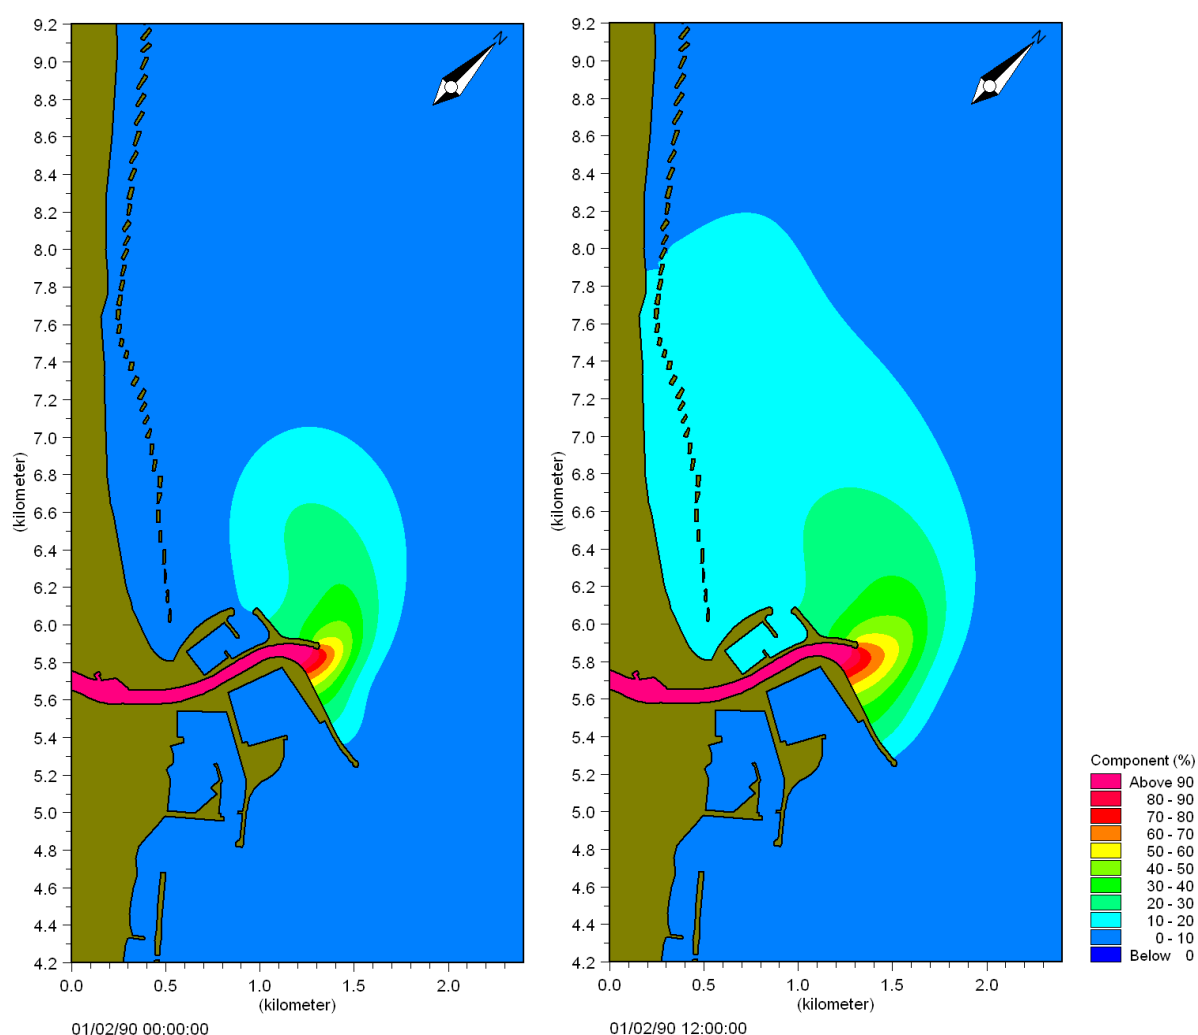 9.2
9.0
8.8
8.6
8.4
8.2
8.0
7.8
7.6
7.4
7.2
7.0
6.8
6.6
6.4
6.2
6.0
5.8
5.6
5.4
5.2
5.0
4.8
4.6
4.4
4.2
(kilometer)
N
0.0 0.5 1.0 1.5 2.0
(kilometer)
01/02/90 00:00:00
9.2
9.0
8.8
8.6
8.4
8.2
8.0
7.8
7.6
7.4
7.2
7.0
6.8
6.6
6.4
6.2
6.0
5.8
5.6
5.4
5.2
5.0
4.8
4.6
4.4
4.2
(kilometer)
N
0.0 0.5 1.0 1.5 2.0
(kilometer)
01/02/90 12:00:00
Component (%)
Above 90
80 - 90
70 - 80
60 - 70
50 - 60
40 - 50
30 - 40
20 - 30
10 - 20
0 - 10
Below 0